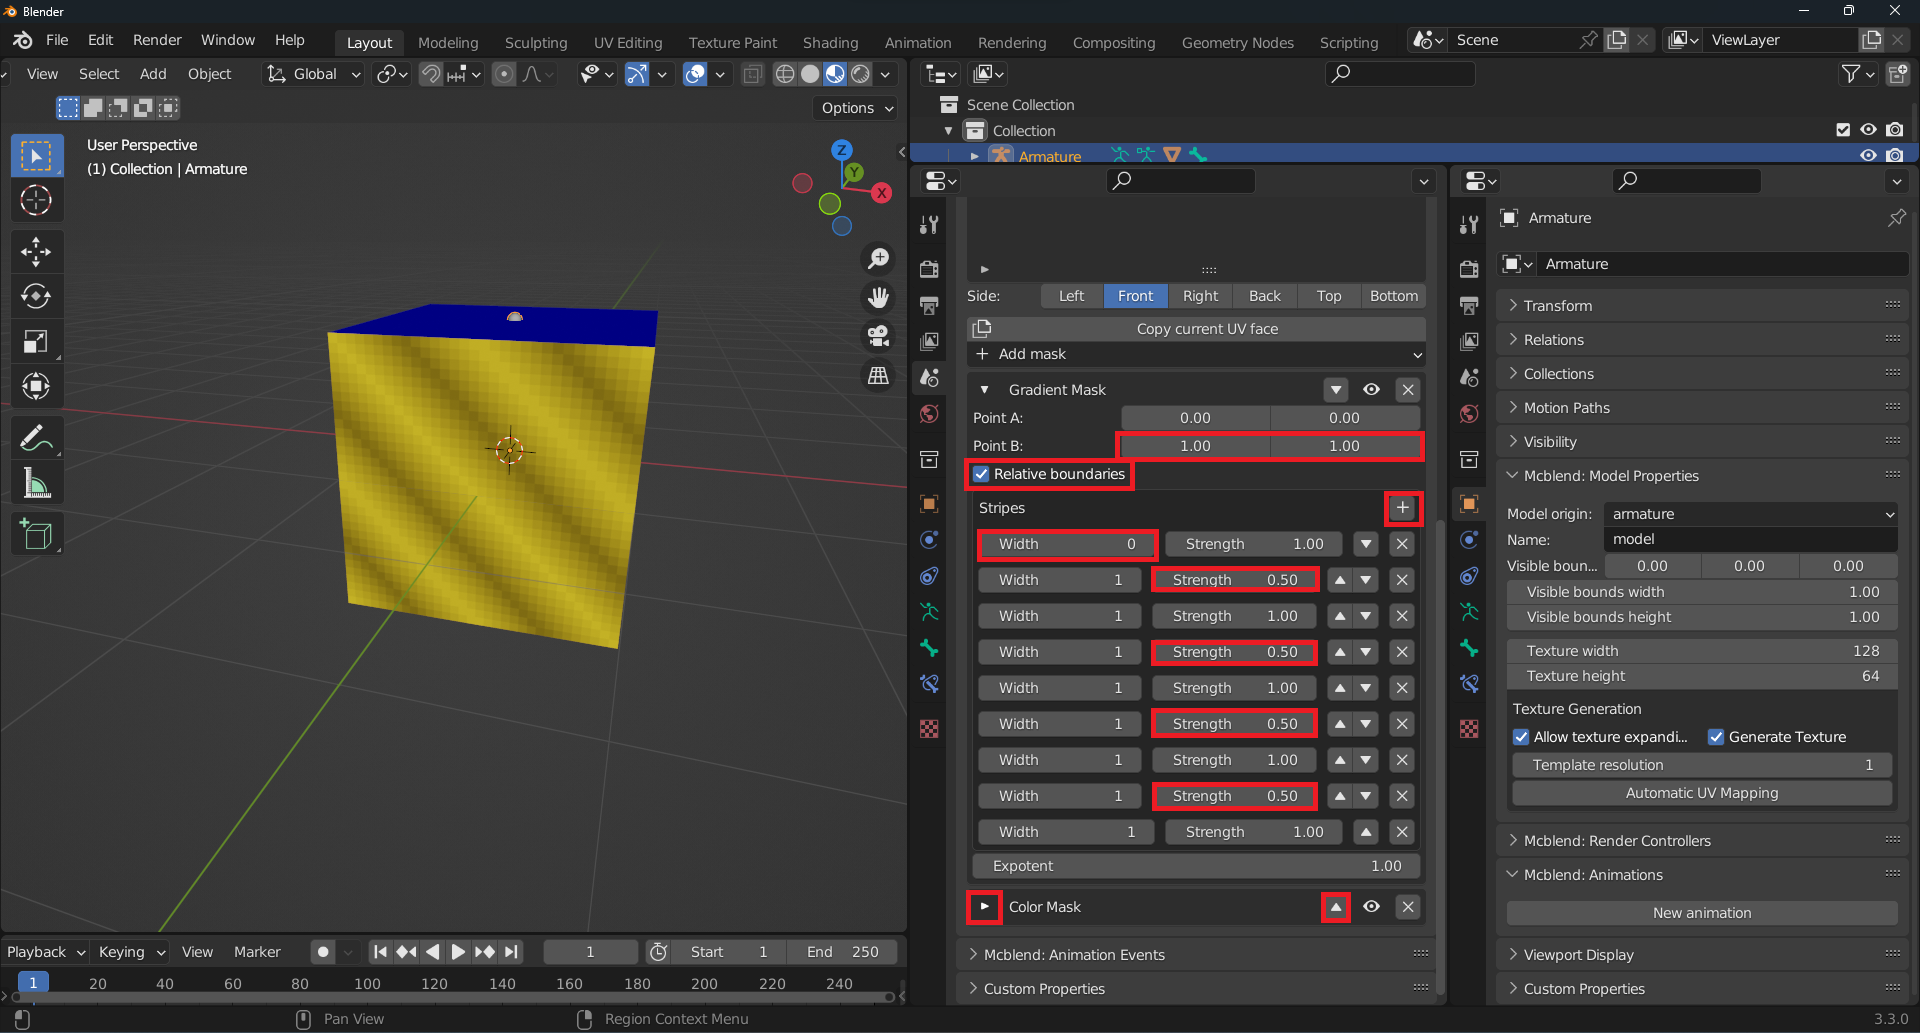 Blender
File Edit Render Window Help Layout Modeling Sculpting UV Editing Texture Paint Shading Animation Rendering Compositing Geometry Nodes Scripting Scene ViewLayer
View Select Add Object Global
Options
User Perspective
(1) Collection | Armature
Z
Y
X
Scene Collection
Collection
Armature
Side: Left Front Right Back Top Bottom
Copy current UV face
Add mask
Gradient Mask
Point A: 0.00 0.00
Point B: 1.00 1.00
Relative boundaries
Stripes
Width 0 Strength 1.00
Width 1 Strength 0.50
Width 1 Strength 1.00
Width 1 Strength 0.50
Width 1 Strength 1.00
Width 1 Strength 0.50
Width 1 Strength 1.00
Width 1 Strength 0.50
Width 1 Strength 1.00
Expotent 1.00
Color Mask
Mcblend: Animation Events
Custom Properties
Armature
Armature
Transform
Relations
Collections
Motion Paths
Visibility
Mcblend: Model Properties
Model origin: armature
Name: model
Visible boun... 0.00 0.00 0.00
Visible bounds width 1.00
Visible bounds height 1.00
Texture width 128
Texture height 64
Texture Generation
Allow texture expandi... Generate Texture
Template resolution 1
Automatic UV Mapping
Mcblend: Render Controllers
Mcblend: Animations
New animation
Viewport Display
Custom Properties
Playback Keying View Marker 1 Start 1 End 250
1 20 40 60 80 100 120 140 160 180 200 220 240
Pan View Region Context Menu 3.3.0